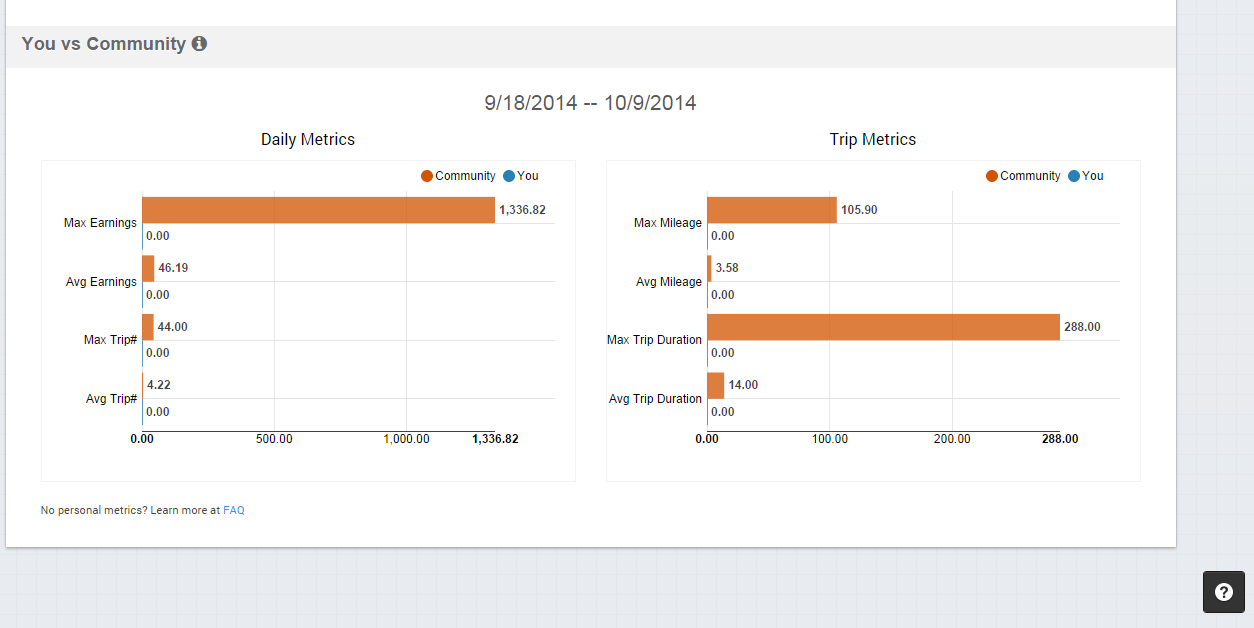 You vs Community
9/18/2014 -- 10/9/2014
Daily Metrics
Community You
Max Earnings 1,336.82
0.00
Avg Earnings 46.19
0.00
Max Trip# 44.00
0.00
Avg Trip# 4.22
0.00
0.00 500.00 1,000.00 1,336.82
Trip Metrics
Community You
Max Mileage 105.90
0.00
Avg Mileage 3.58
0.00
Max Trip Duration 288.00
0.00
Avg Trip Duration 14.00
0.00
0.00 100.00 200.00 288.00
No personal metrics? Learn more at FAQ
?